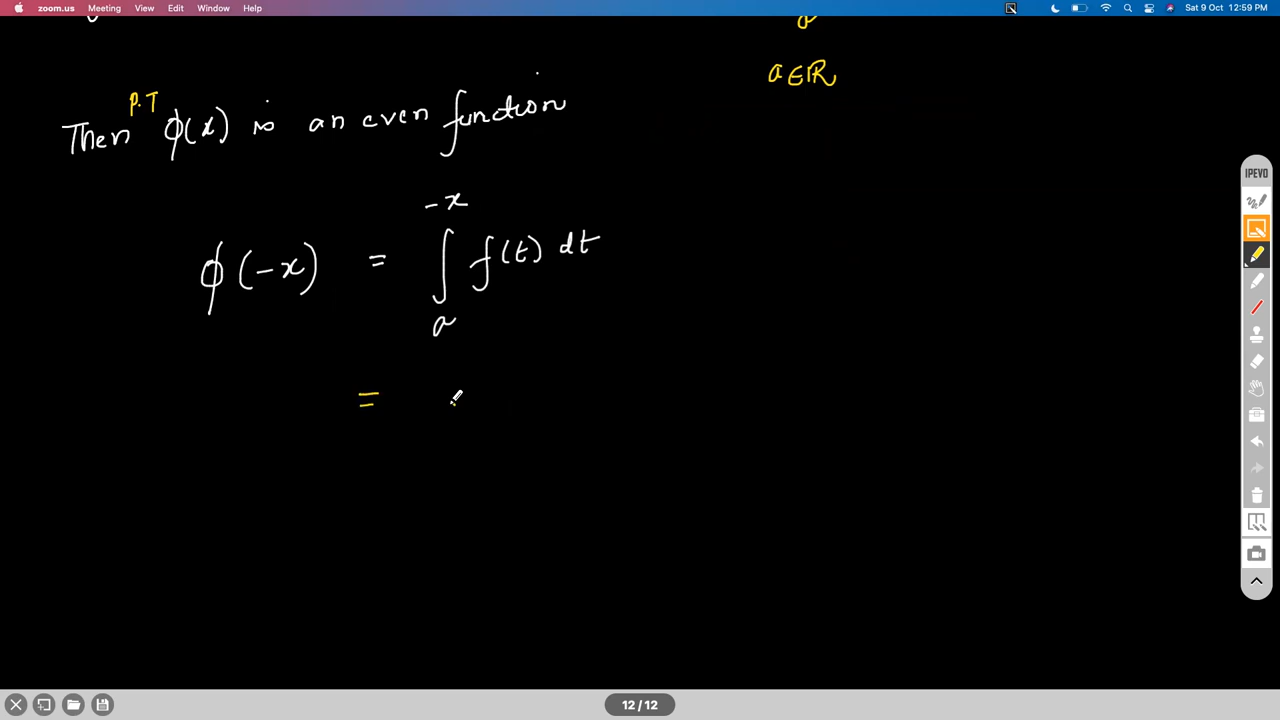 zoom.us Meeting View Edit Window Help Sat 9 Oct 12:59 PM
a
a∈ℝ
P.T
Then φ(x) is an even function
φ(-x) = ∫_a^{-x} f(t) dt
=
IPEVO
12/12